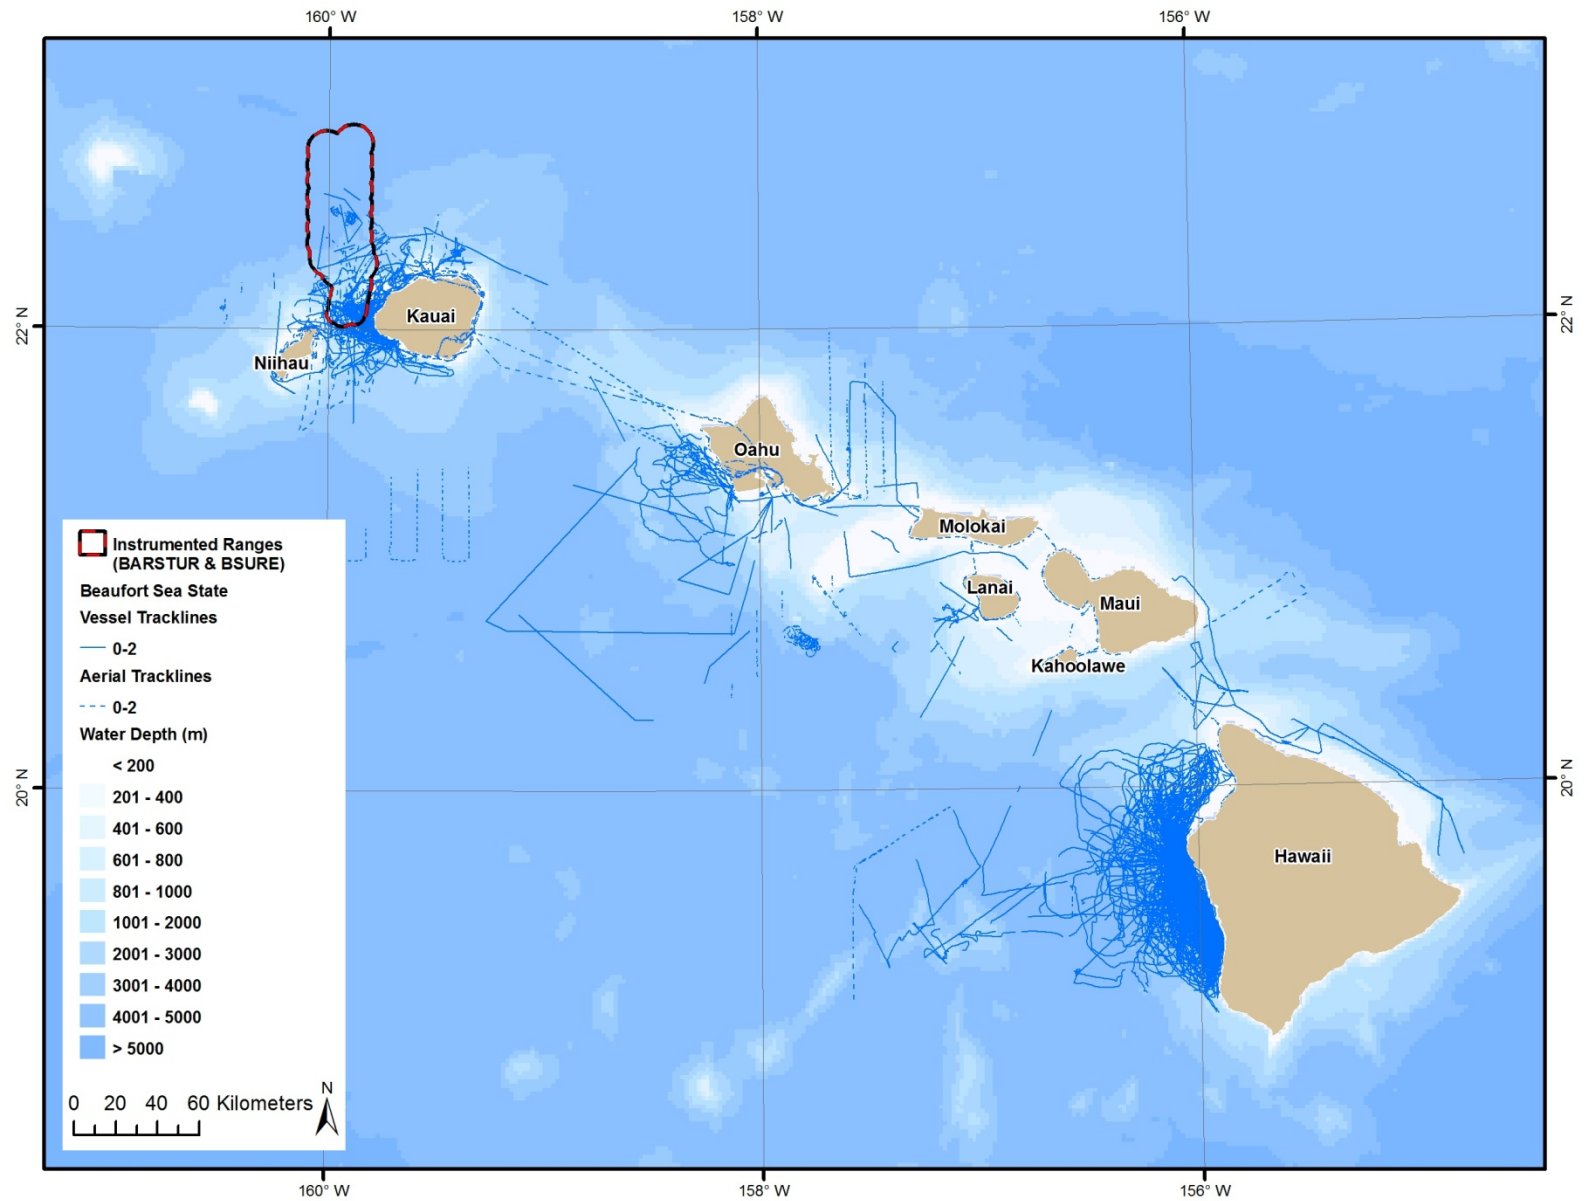 160° W
158° W
156° W
Kauai
22° N
22° N
Niihau
Oahu
Molokai
Instrumented Ranges
(BARSTUR & BSURE)
Beaufort Sea State
Vessel Tracklines
0-2
Aerial Tracklines
0-2
Water Depth (m)
< 200
201 - 400
401 - 600
601 - 800
801 - 1000
1001 - 2000
2001 - 3000
3001 - 4000
4001 - 5000
> 5000
N
0 20 40 60 Kilometers
Lanai
Maui
Kahoolawe
20° N
20° N
Hawaii
160° W
158° W
156° W